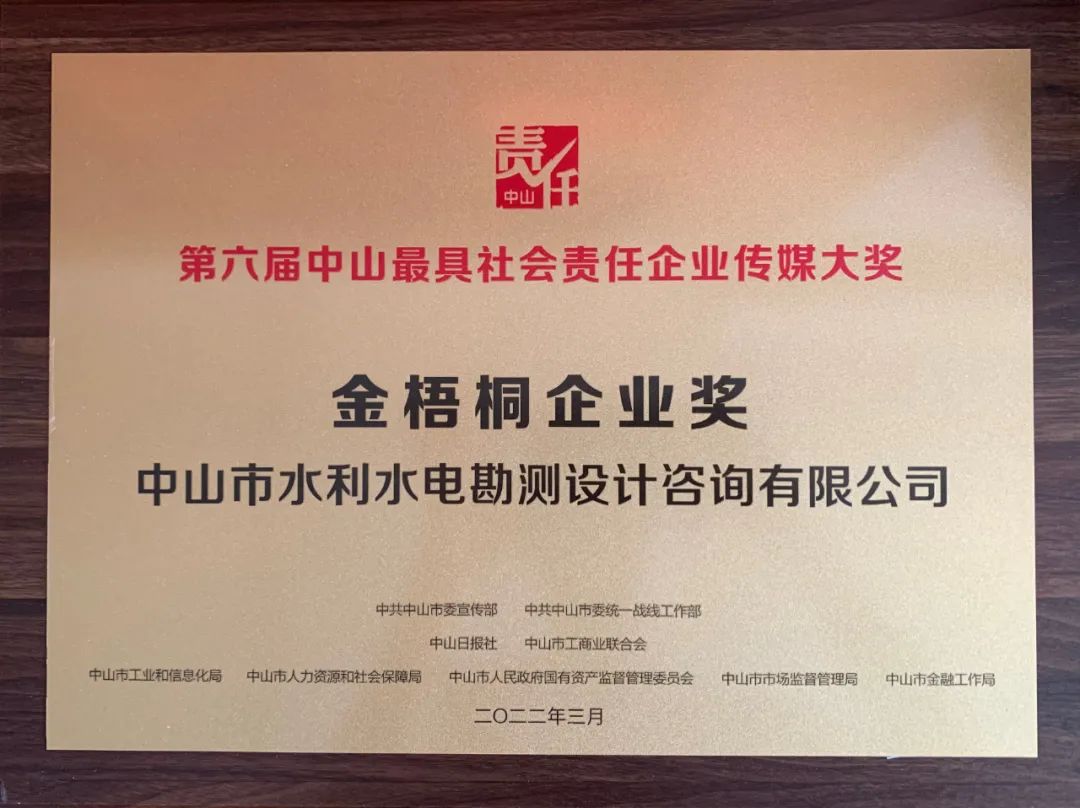 责任
中山
第六届中山最具社会责任企业传媒大奖
金梧桐企业奖
中山市水利水电勘测设计咨询有限公司
中共中山市委宣传部 中共中山市委统一战线工作部
中山日报社 中山市工商业联合会
中山市工业和信息化局 中山市人力资源和社会保障局 中山市人民政府国有资产监督管理委员会 中山市市场监督管理局 中山市金融工作局
二〇二二年三月